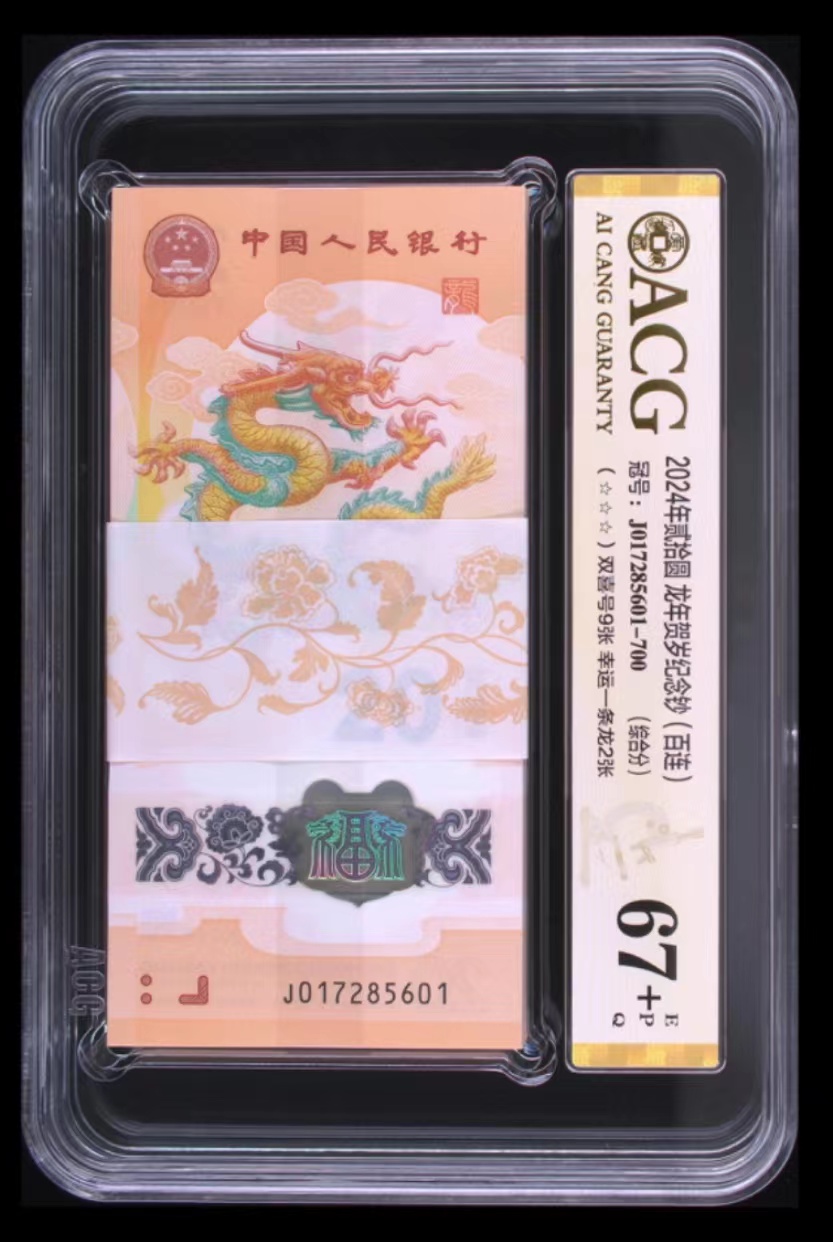 中国人民银行
龍
福
J017285601
ACG
ACG
AI CANG GUARANTY
2024年贰拾圆 龙年贺岁纪念钞（百连）
冠号：J017285601-700 （综合分）
（☆☆☆）双喜号9张 幸运一条龙2张
67+
E
P
Q